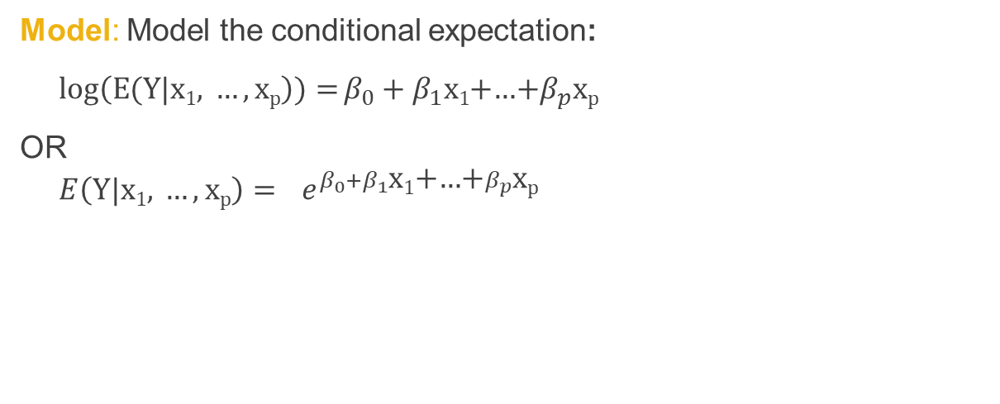 Model: Model the conditional expectation:
log(E(Y|x₁, …, xₚ)) = β₀ + β₁x₁+…+βₚxₚ
OR
E(Y|x₁, …, xₚ) = e^{β₀+β₁x₁+…+βₚxₚ}